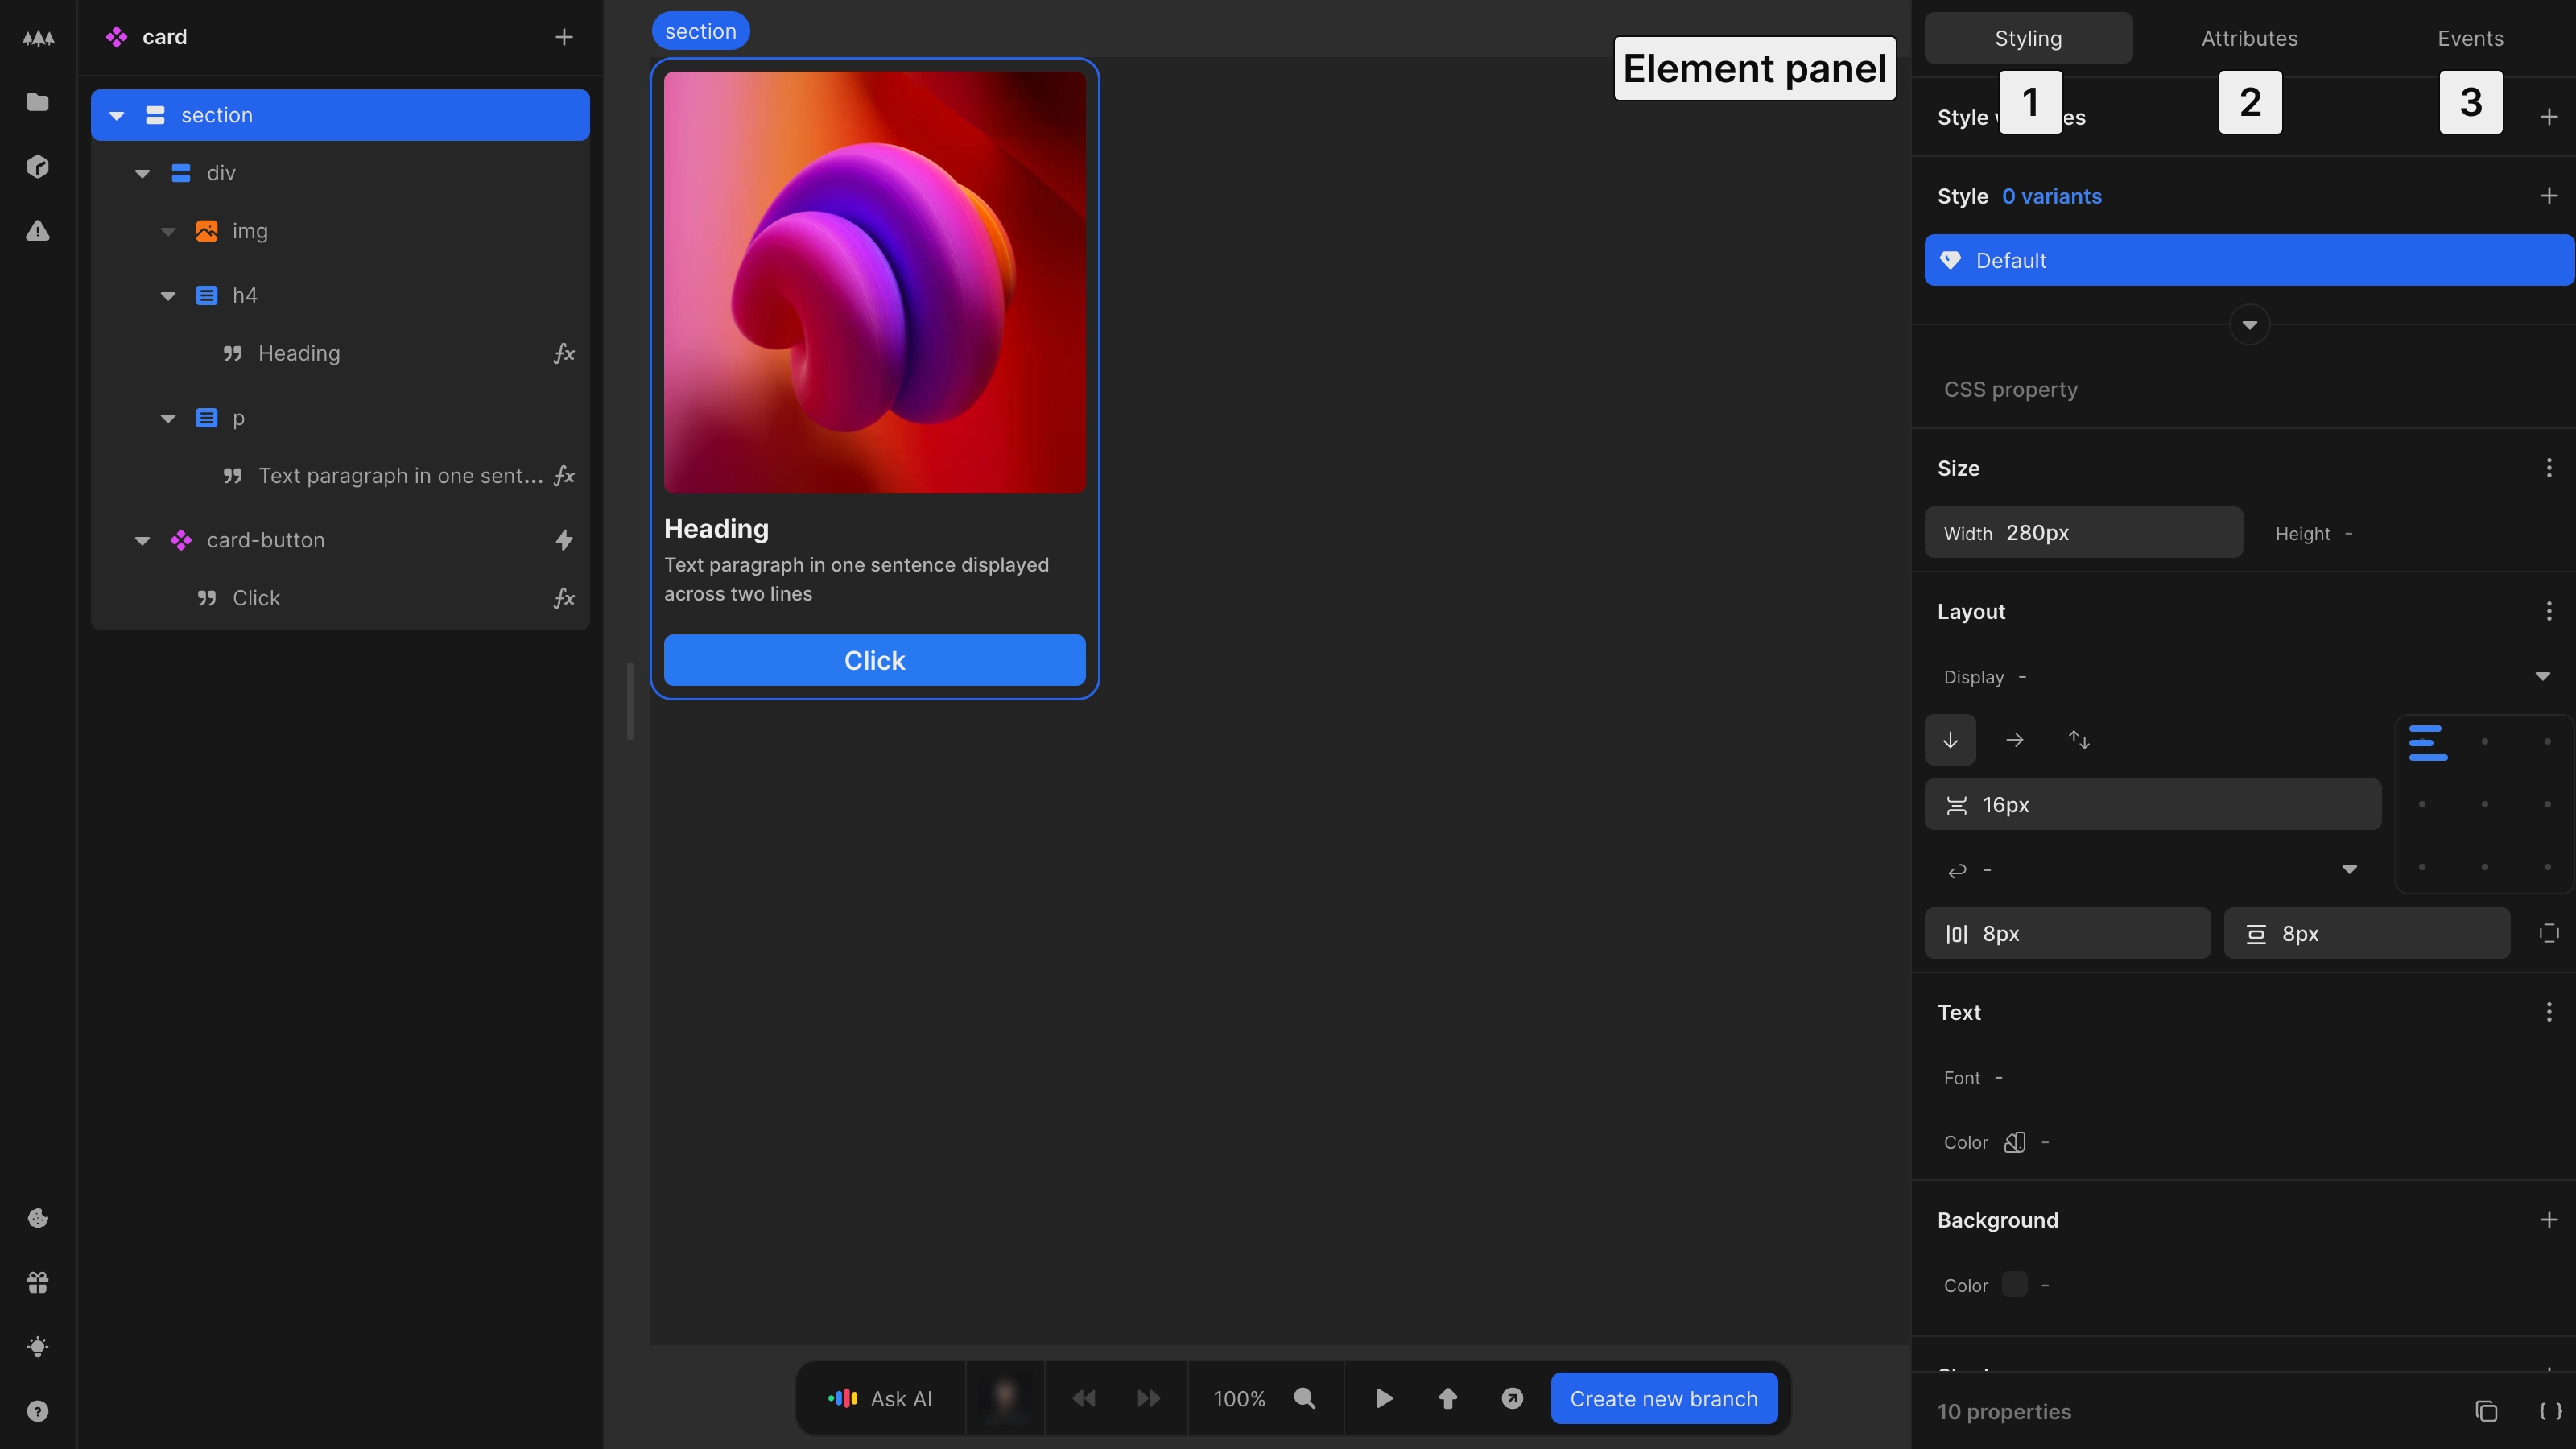 card
section
div
img
h4
Heading
fx
p
Text paragraph in one sent...
fx
card-button
Click
fx
section
Heading
Text paragraph in one sentence displayed
across two lines
Click
Element panel
Styling
Attributes
Events
1
2
3
Style
es
Style 0 variants
Default
CSS property
Size
Width 280px
Height -
Layout
Display -
16px
-
8px
8px
Text
Font -
Color -
Background
Color -
Ask AI
100%
Create new branch
10 properties
{ }